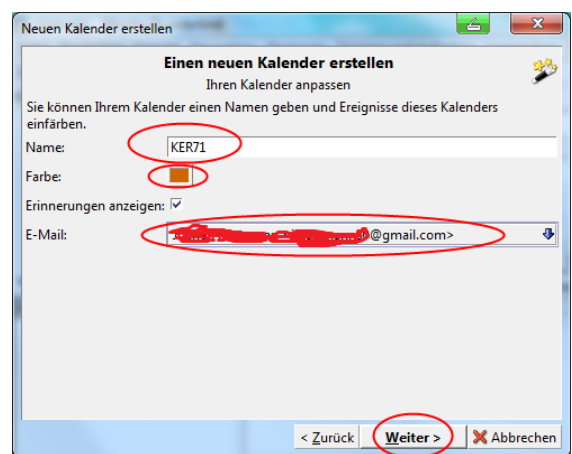 Neuen Kalender erstellen
Einen neuen Kalender erstellen
Ihren Kalender anpassen
Sie können Ihrem Kalender einen Namen geben und Ereignisse dieses Kalenders
einfärben.
Name: KER71
Farbe:
Erinnerungen anzeigen:
E-Mail: @gmail.com>
< Zurück Weiter > Abbrechen